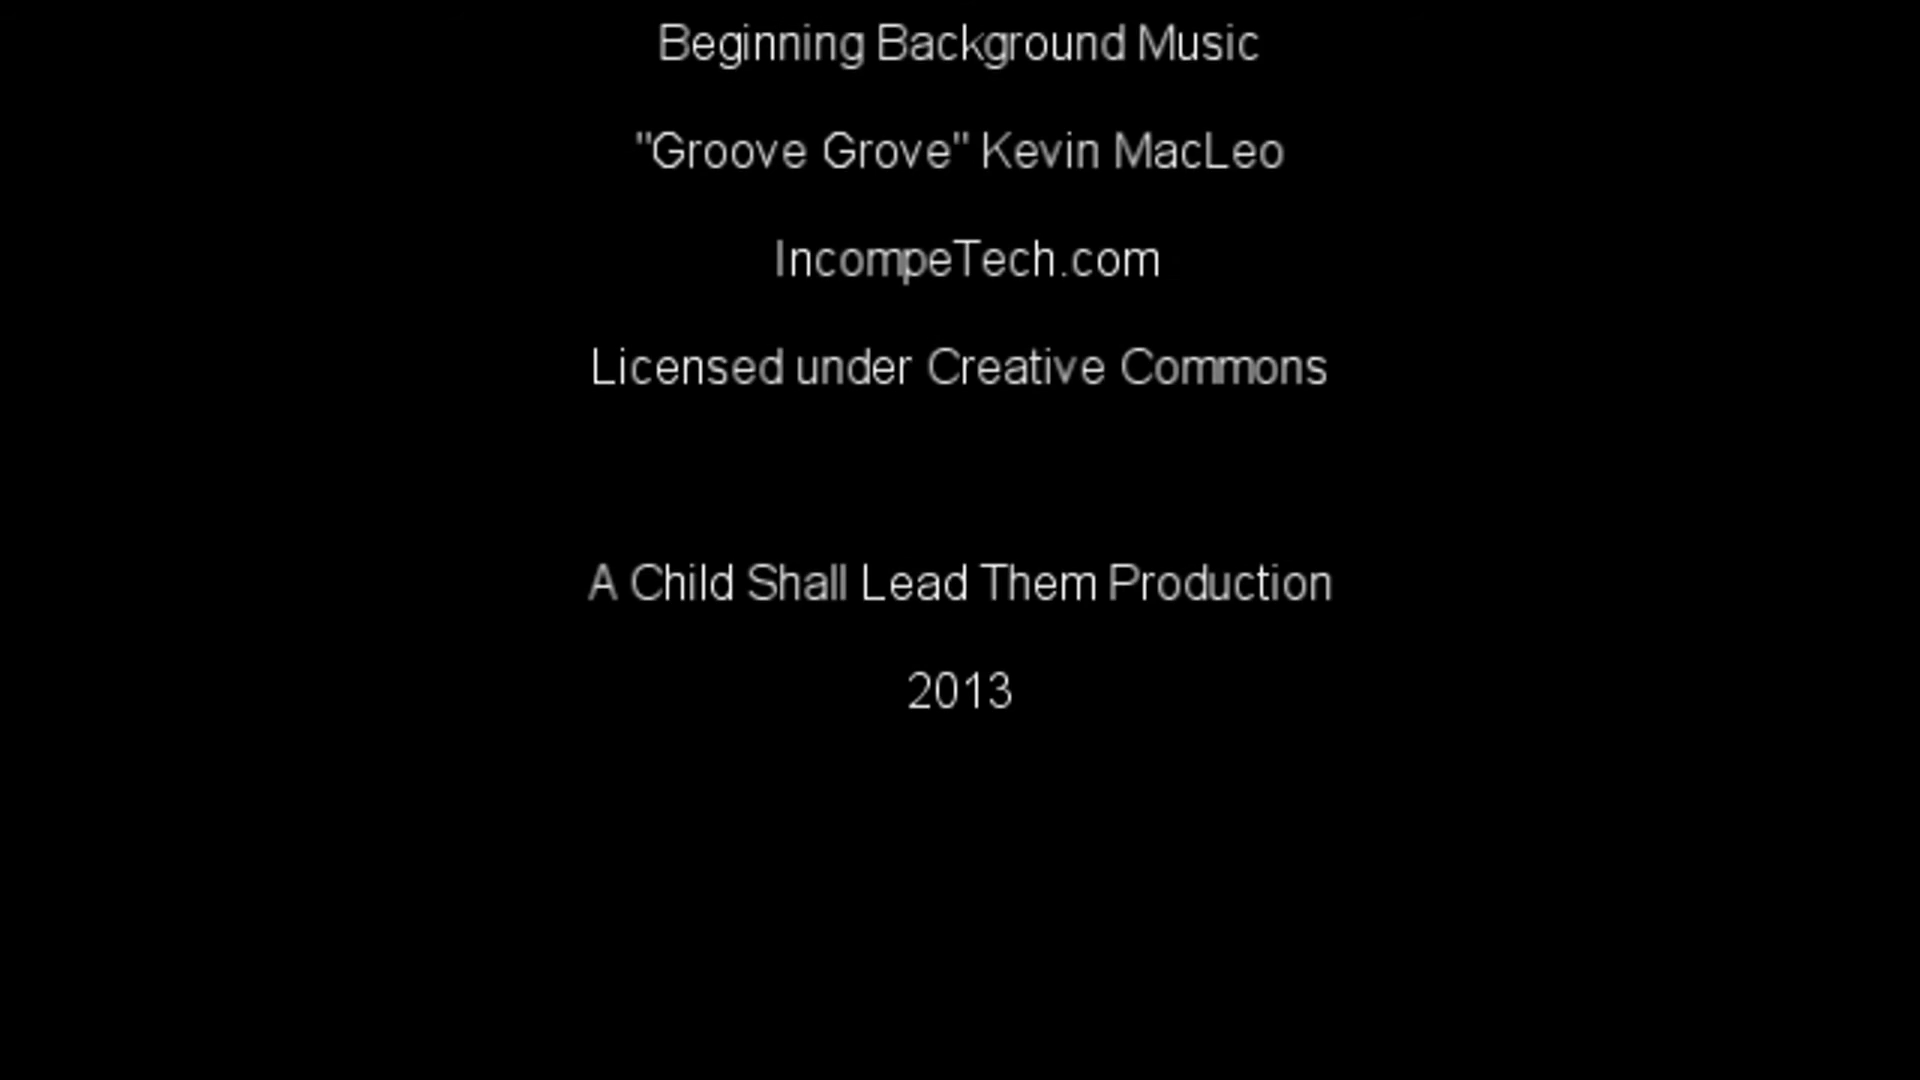 Beginning Background Music
"Groove Grove" Kevin MacLeo
IncompeTech.com
Licensed under Creative Commons
A Child Shall Lead Them Production
2013